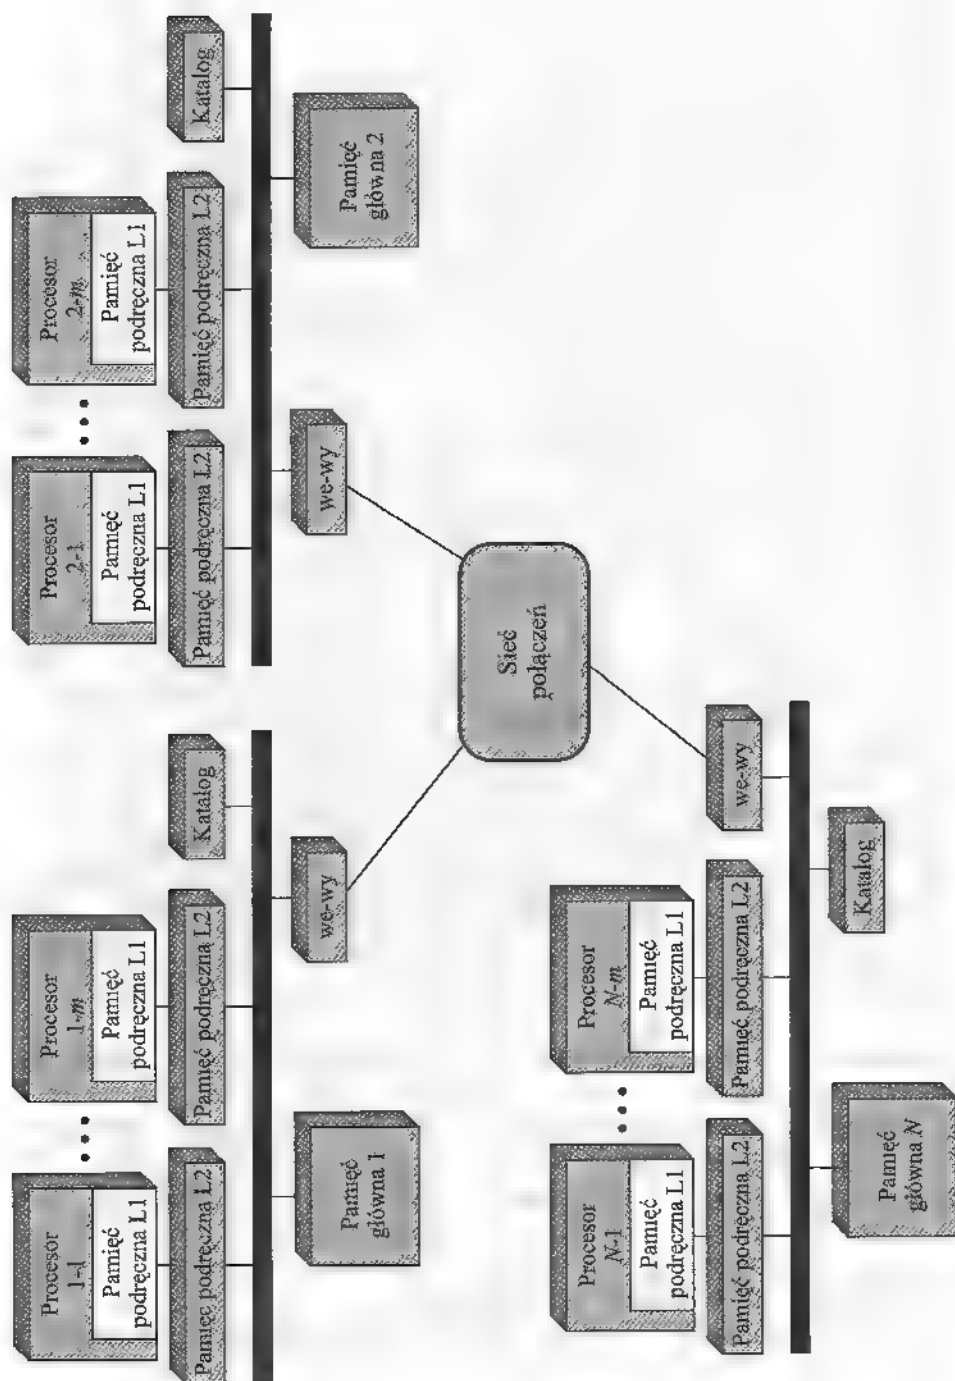 Procesor
1-1
Pamięć
podręczna L1
Pamięc podręczna L2
Procesor
1-m
Pamięć
podręczna L1
Pamięć podręczna L2
Katalog
Pamięć
główna 1
we-wy
Procesor
2-1
Pamięć
podręczna L1
Pamięć podręczna L2
Procesor
2-m
Pamięć
podręczna L1
Pamięć podręczna L2
Katalog
we-wy
Pamięć
główna 2
Sieć
połączeń
Procesor
N-1
Pamięć
podręczna L1
Pamięć podręczna L2
Procesor
N-m
Pamięć
podręczna L1
Pamięć podręczna L2
we-wy
Pamięć
główna N
Katalog